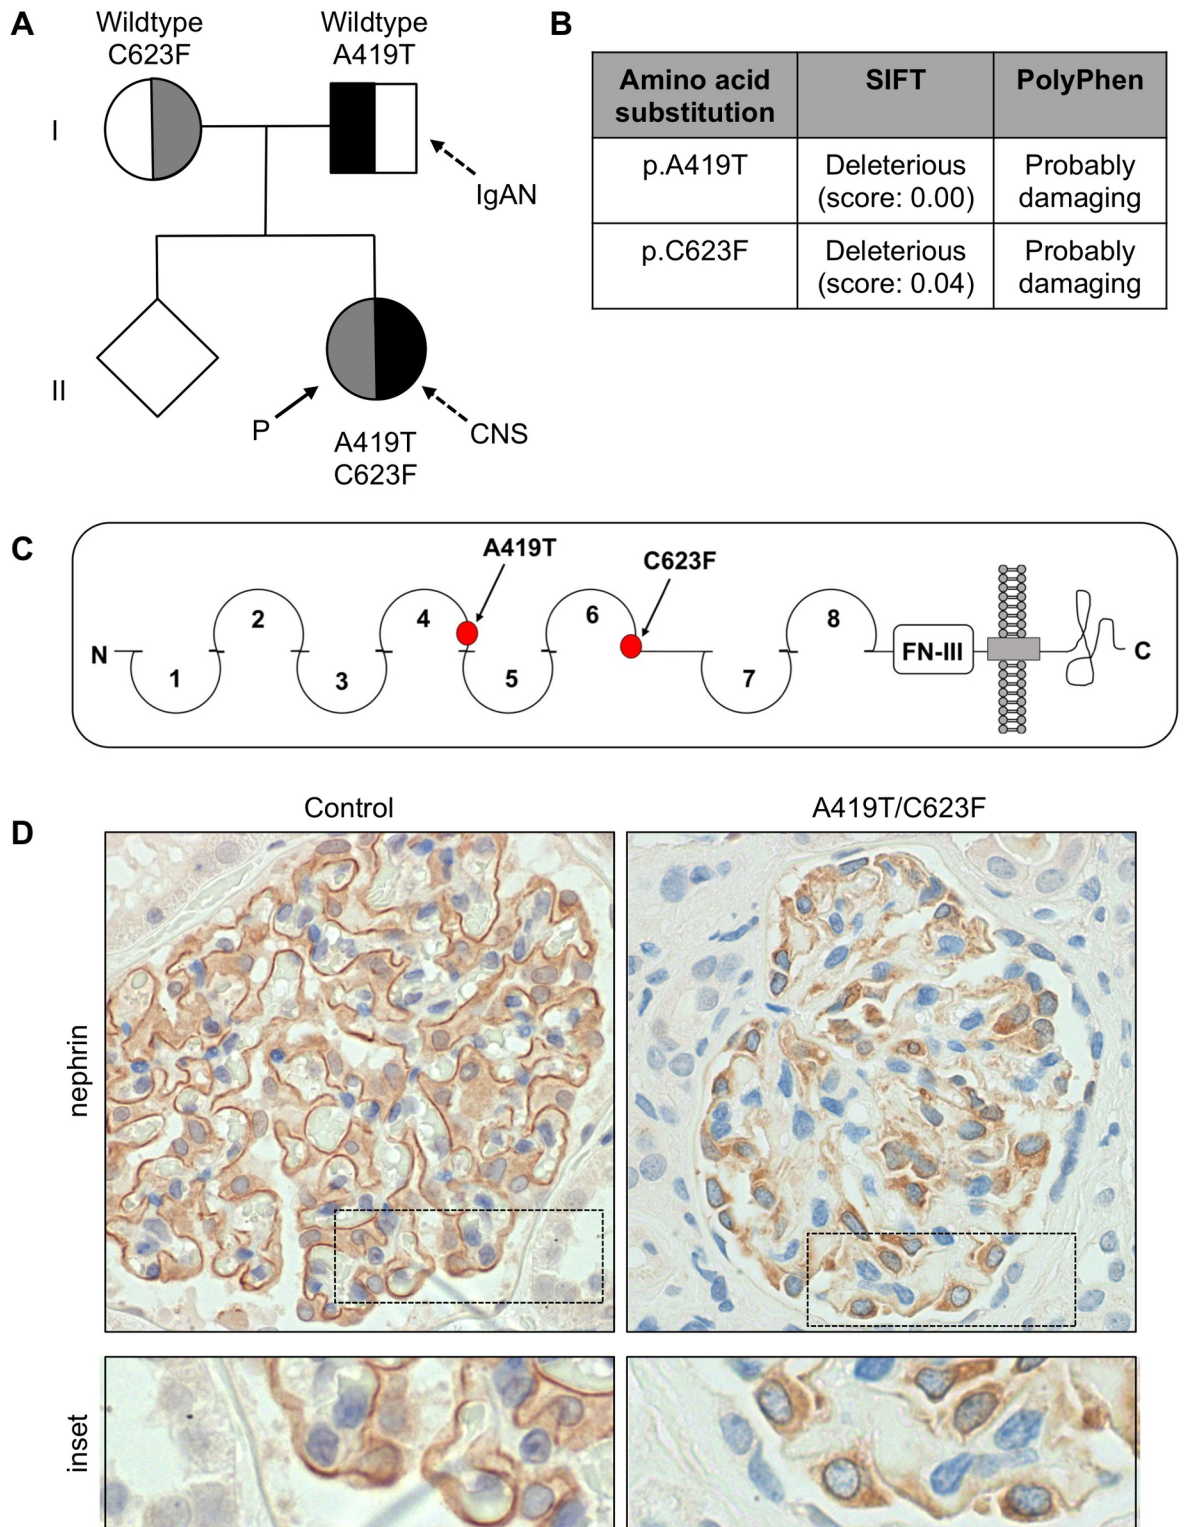 A
Wildtype
C623F
Wildtype
A419T
I
IgAN
II
P
CNS
A419T
C623F
B
Amino acid substitution
SIFT
PolyPhen
p.A419T
Deleterious
(score: 0.00)
Probably
damaging
p.C623F
Deleterious
(score: 0.04)
Probably
damaging
C
A419T
C623F
N
1
2
3
4
5
6
7
8
FN-III
C
D
Control
A419T/C623F
nephrin
inset